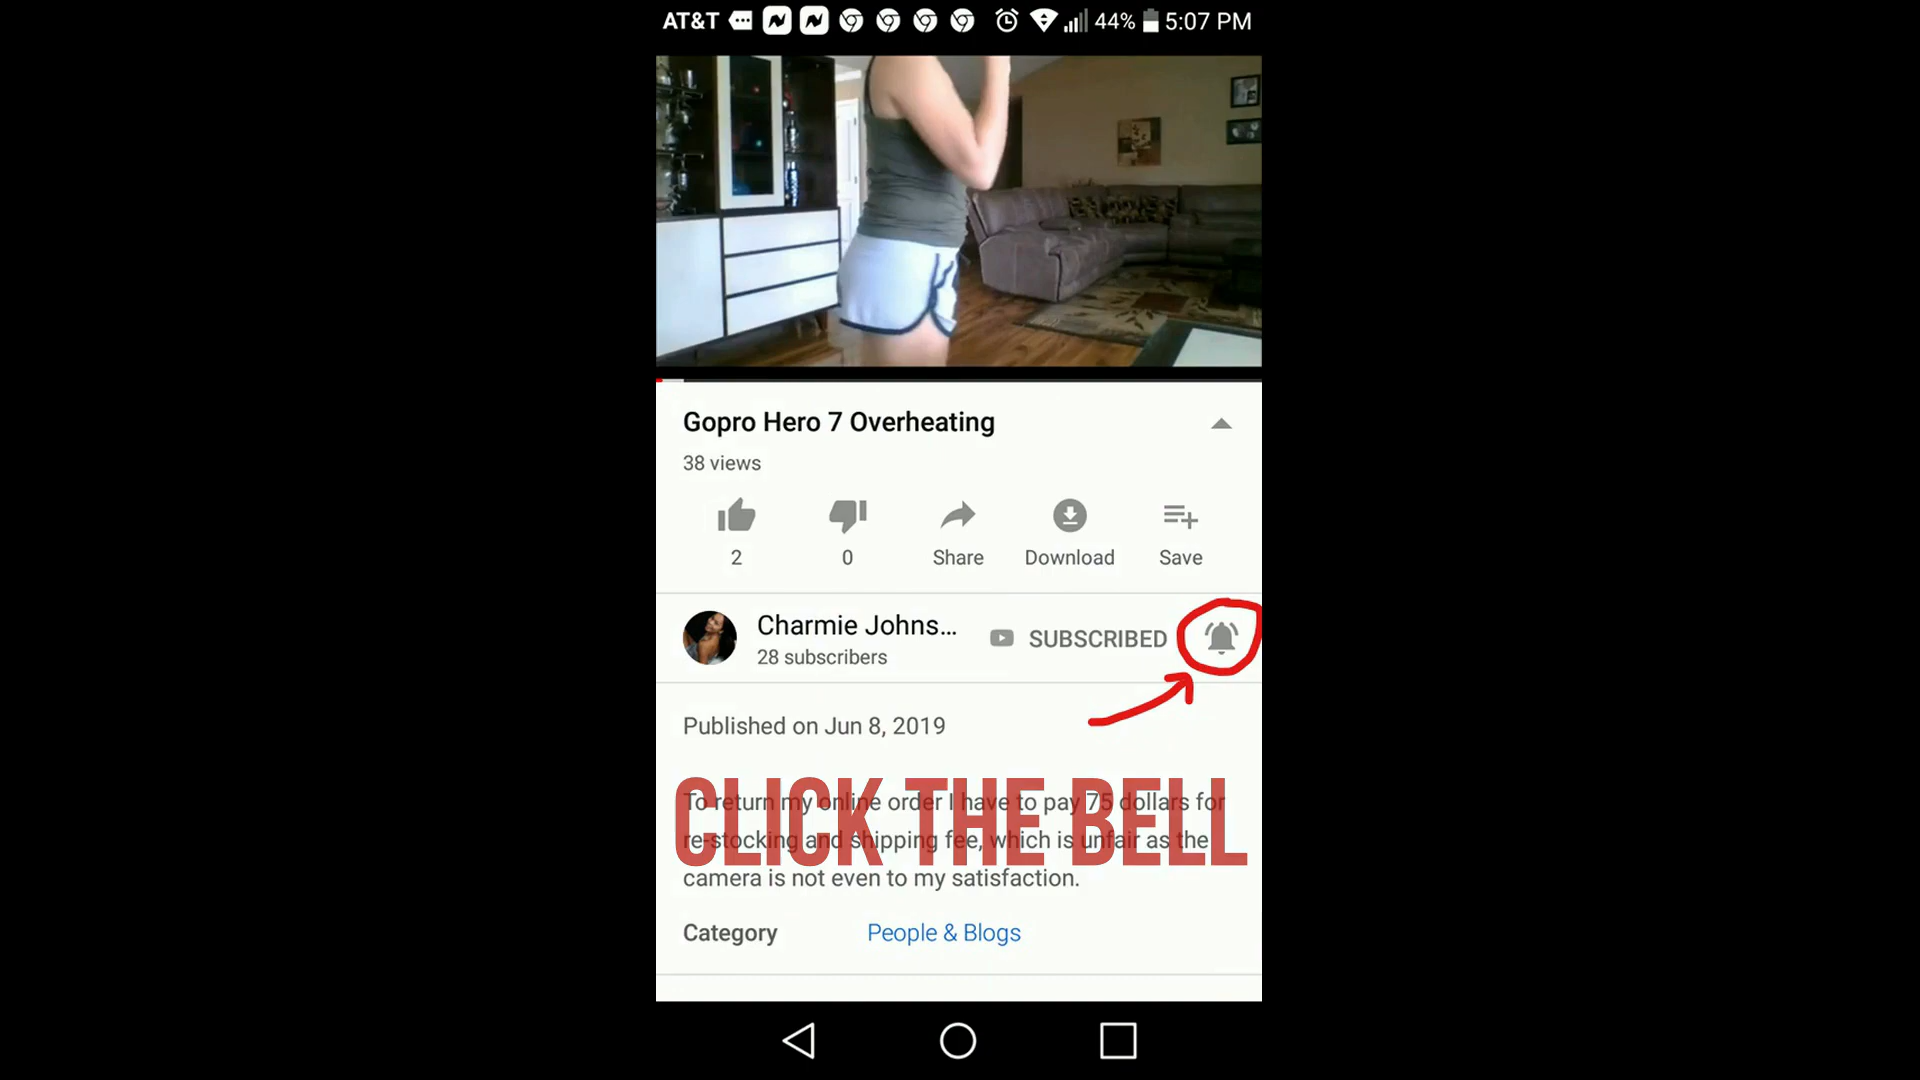 AT&T 44% 5:07 PM
Gopro Hero 7 Overheating
38 views
2 0 Share Download Save
Charmie Johns...
28 subscribers
SUBSCRIBED
Published on Jun 8, 2019
CLICK THE BELL
To return my online order I have to pay 75 dollars for
re-stocking and shipping fee, which is unfair as the
camera is not even to my satisfaction.
Category People & Blogs